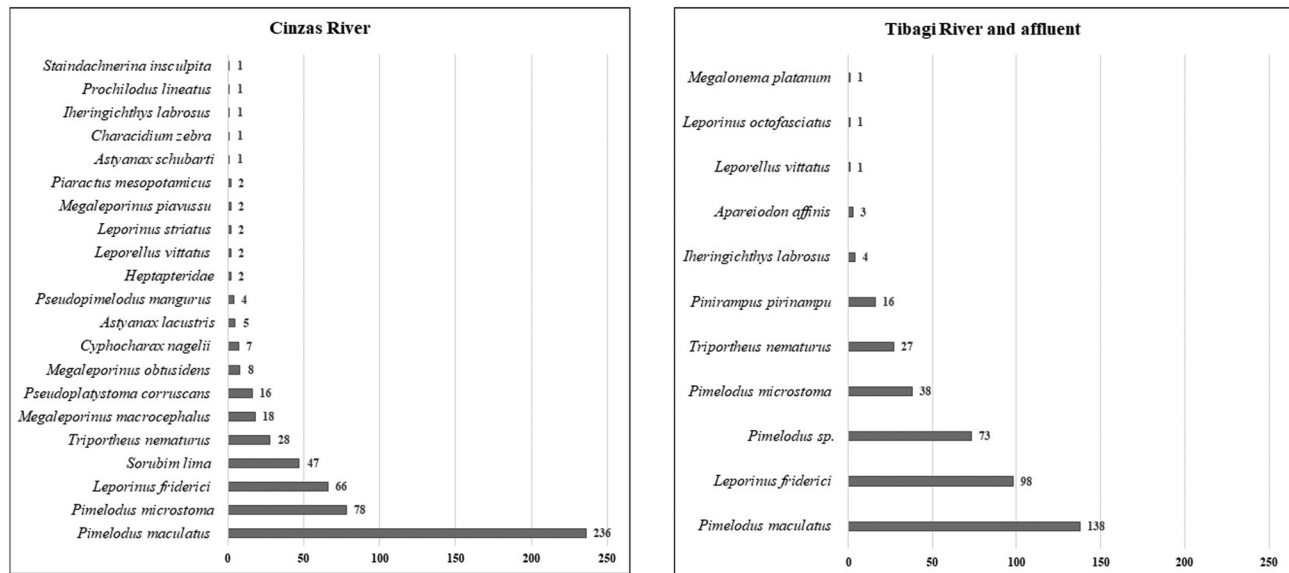 Cinzas River
Staindachnerina insculpita 1
Prochilodus lineatus 1
Iheringichthys labrosus 1
Characidium zebra 1
Astyanax schubarti 1
Piaractus mesopotamicus 2
Megaleporinus piavussu 2
Leporinus striatus 2
Leporellus vittatus 2
Heptapteridae 2
Pseudopimelodus mangurus 4
Astyanax lacustris 5
Cyphocharax nagelii 7
Megaleporinus obtusidens 8
Pseudoplatystoma corruscans 16
Megaleporinus macrocephalus 18
Triportheus nematurus 28
Sorubim lima 47
Leporinus friderici 66
Pimelodus microstoma 78
Pimelodus maculatus 236
0 50 100 150 200 250
Tibagi River and affluent
Megalonema platanum 1
Leporinus octofasciatus 1
Leporellus vittatus 1
Apareiodon affinis 3
Iheringichthys labrosus 4
Pinirampus pirinampu 16
Triportheus nematurus 27
Pimelodus microstoma 38
Pimelodus sp. 73
Leporinus friderici 98
Pimelodus maculatus 138
0 50 100 150 200 250